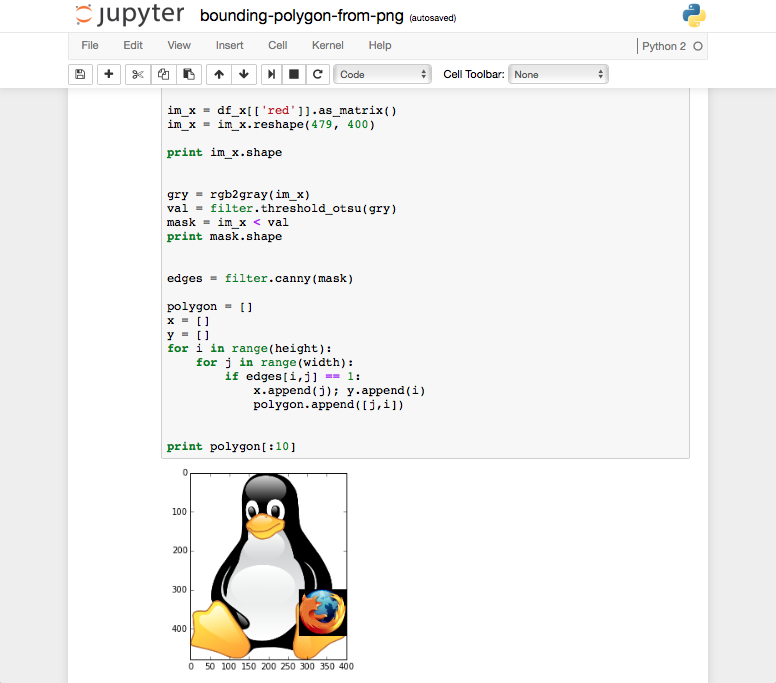 jupyter bounding-polygon-from-png (autosaved)
File Edit View Insert Cell Kernel Help Python 2
Code Cell Toolbar: None
im_x = df_x[['red']].as_matrix()
im_x = im_x.reshape(479, 400)
print im_x.shape
gry = rgb2gray(im_x)
val = filter.threshold_otsu(gry)
mask = im_x < val
print mask.shape
edges = filter.canny(mask)
polygon = []
x = []
y = []
for i in range(height):
    for j in range(width):
        if edges[i,j] == 1:
            x.append(j); y.append(i)
            polygon.append([j,i])
print polygon[:10]
0
100
200
300
400
0 50 100 150 200 250 300 350 400